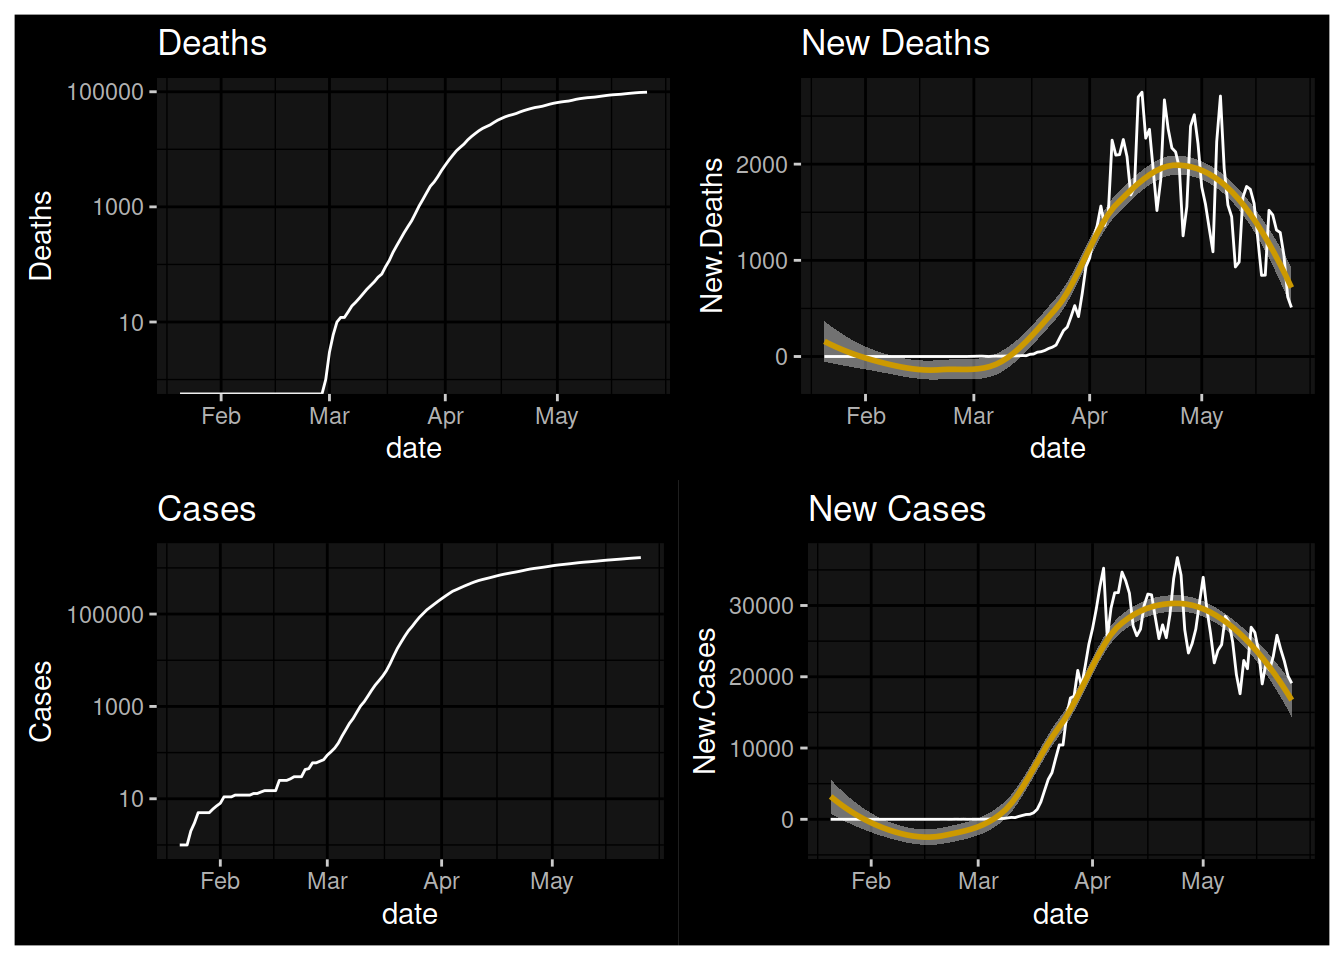 Deaths
100000
1000
10
Deaths
Feb Mar Apr May
date
New Deaths
2000
1000
0
New.Deaths
Feb Mar Apr May
date
Cases
100000
1000
10
Cases
Feb Mar Apr May
date
New Cases
30000
20000
10000
0
New.Cases
Feb Mar Apr May
date